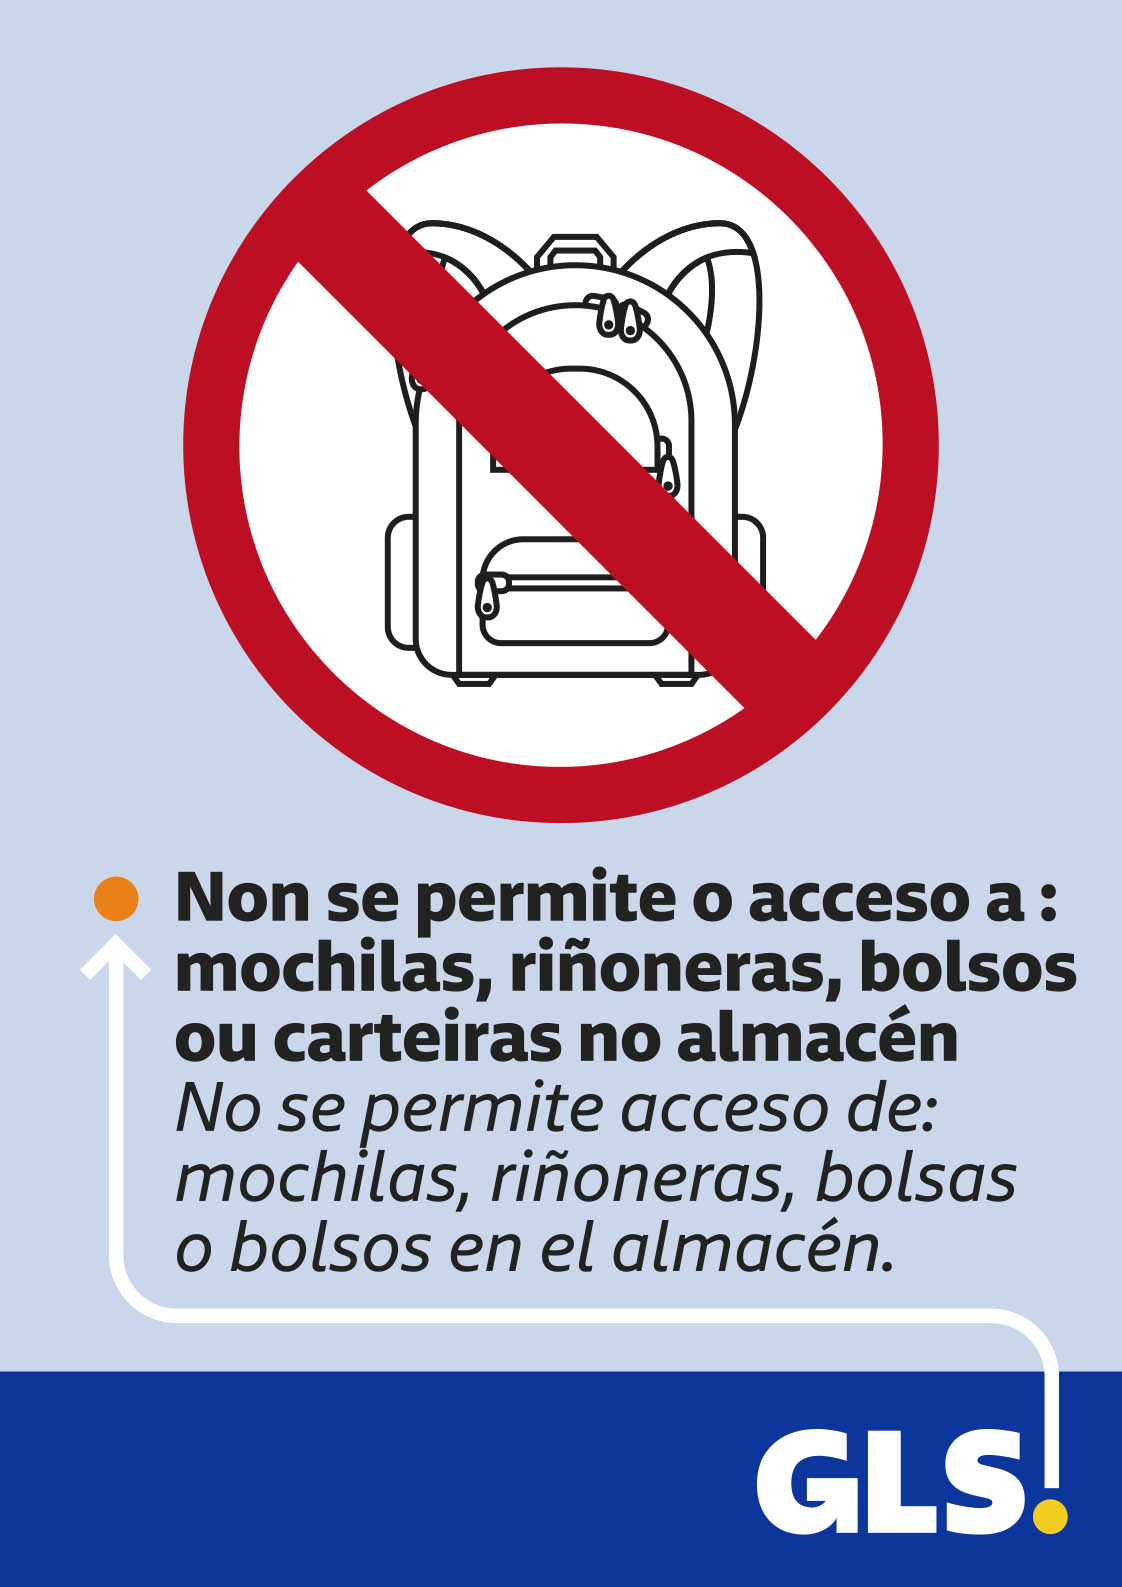 Non se permite o acceso a :
mochilas, riñoneras, bolsos
ou carteiras no almacén
No se permite acceso de:
mochilas, riñoneras, bolsas
o bolsos en el almacén.
GLS.